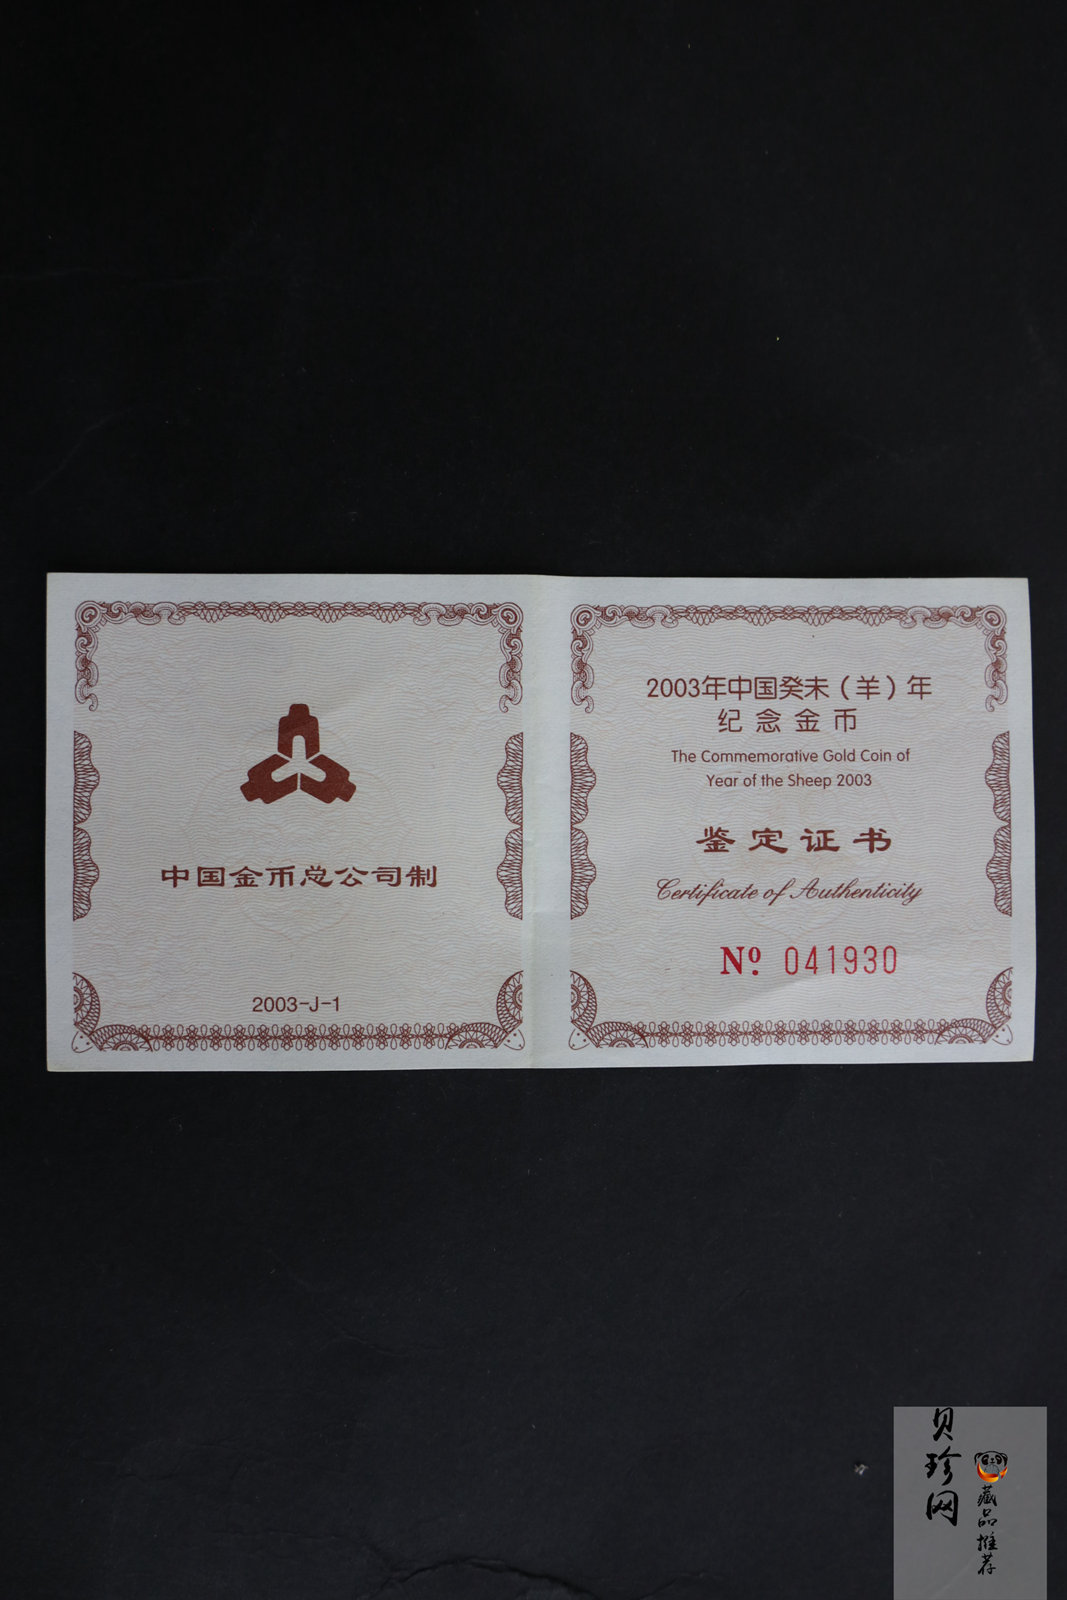 中国金币总公司制
2003-J-1
2003年中国癸未（羊）年
纪念金币
The Commemorative Gold Coin of
Year of the Sheep 2003
鉴定证书
Certificate of Authenticity
Nº 041930
贝珍网
藏品推荐